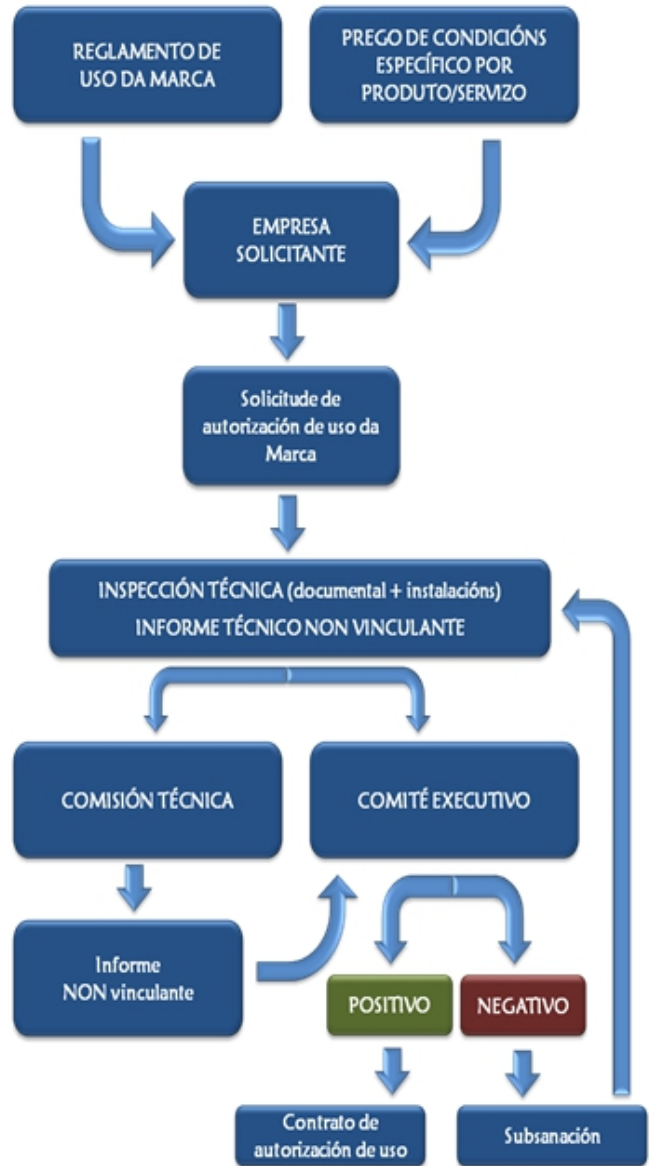 REGLAMENTO DE
USO DA MARCA
PREGO DE CONDICIÓNS
ESPECÍFICO POR
PRODUTO/SERVIZO
EMPRESA
SOLICITANTE
Solicitude de
autorización de uso da
Marca
INSPECCIÓN TÉCNICA (documental + instalacións)
INFORME TÉCNICO NON VINCULANTE
COMISIÓN TÉCNICA
COMITÉ EXECUTIVO
Informe
NON vinculante
POSITIVO
NEGATIVO
Contrato de
autorización de uso
Subsanación